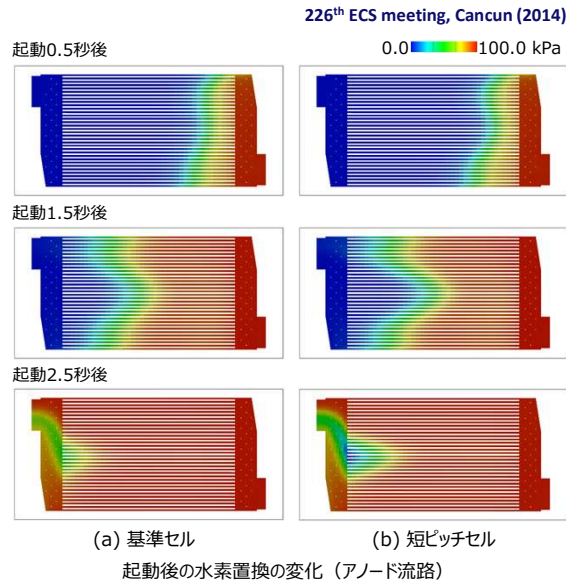 226th ECS meeting, Cancun (2014)
起動0.5秒後
0.0 100.0 kPa
起動1.5秒後
起動2.5秒後
(a) 基準セル
(b) 短ピッチセル
起動後の水素置換の変化（アノード流路）